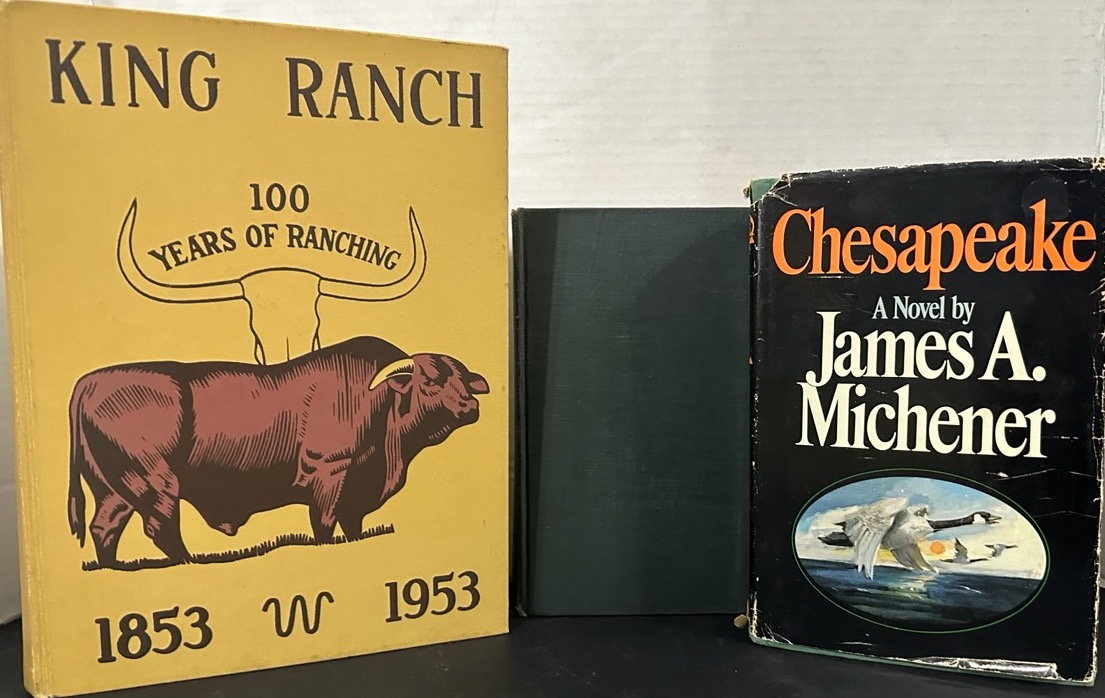 KING RANCH
100
YEARS OF RANCHING
1853 1953
Chesapeake
A Novel by
James A.
Michener